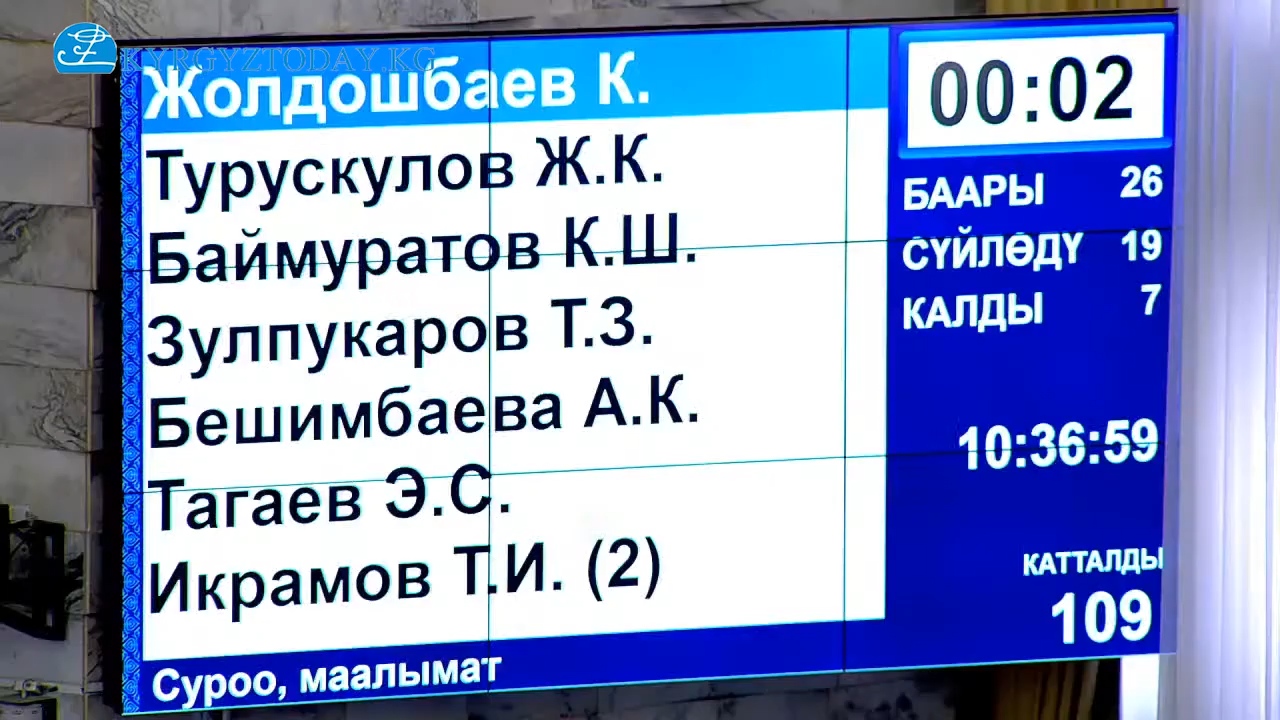 KYRGYZTODAY.KG
Жолдошбаев К.
Турускулов Ж.К.
Баймуратов К.Ш.
Зулпукаров Т.З.
Бешимбаева А.К.
Тагаев Э.С.
Икрамов Т.И. (2)
Суроо, маалымат
00:02
БААРЫ 26
СҮЙЛӨДҮ 19
КАЛДЫ 7
10:36:59
КАТТАЛДЫ
109